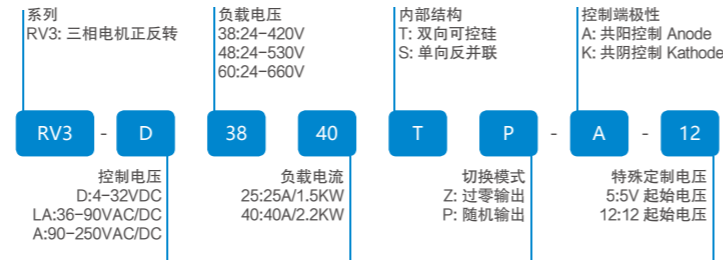 系列
RV3: 三相电机正反转
负载电压
38:24-420V
48:24-530V
60:24-660V
内部结构
T: 双向可控硅
S: 单向反并联
控制端极性
A: 共阳控制 Anode
K: 共阴控制 Kathode
RV3 - D 38 40 T P - A - 12
控制电压
D:4-32VDC
LA:36-90VAC/DC
A:90-250VAC/DC
负载电流
25:25A/1.5KW
40:40A/2.2KW
切换模式
Z: 过零输出
P: 随机输出
特殊定制电压
5:5V 起始电压
12:12 起始电压